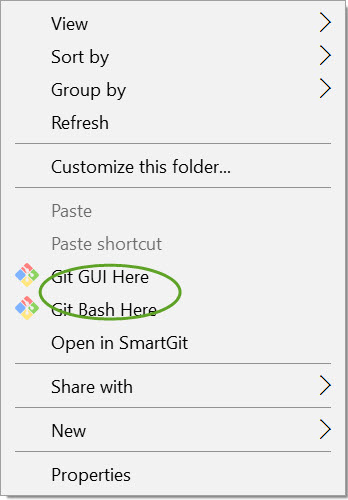 View
Sort by
Group by
Refresh
Customize this folder...
Paste
Paste shortcut
Git GUI Here
Git Bash Here
Open in SmartGit
Share with
New
Properties